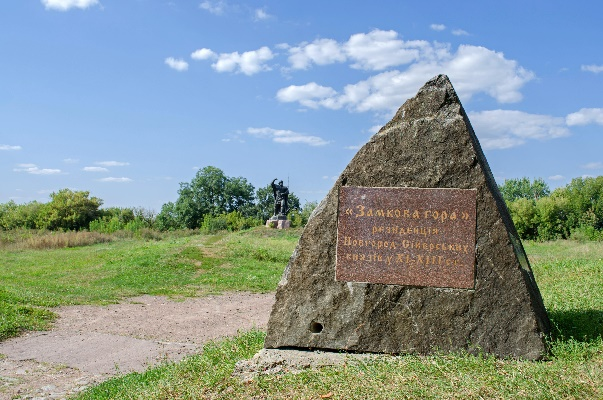 « Замкова гора »
резиденція
Новгород-Сіверських
князів у XI-XIII ст.